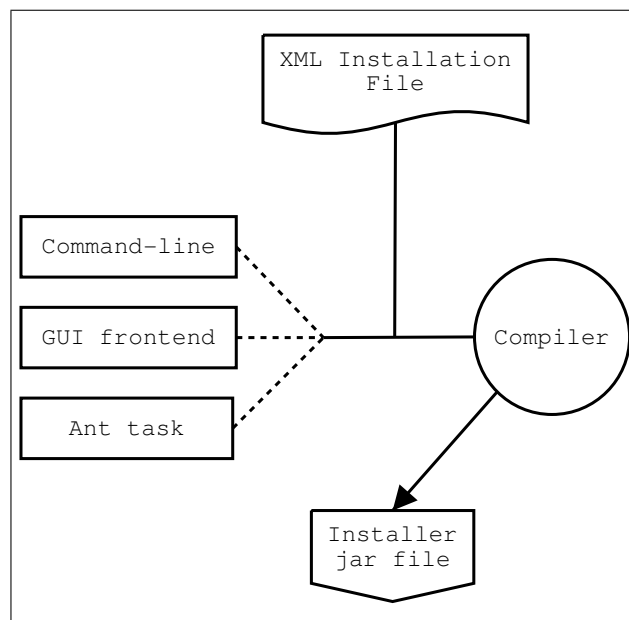 XML Installation
File
Command-line
GUI frontend
Compiler
Ant task
Installer
jar file